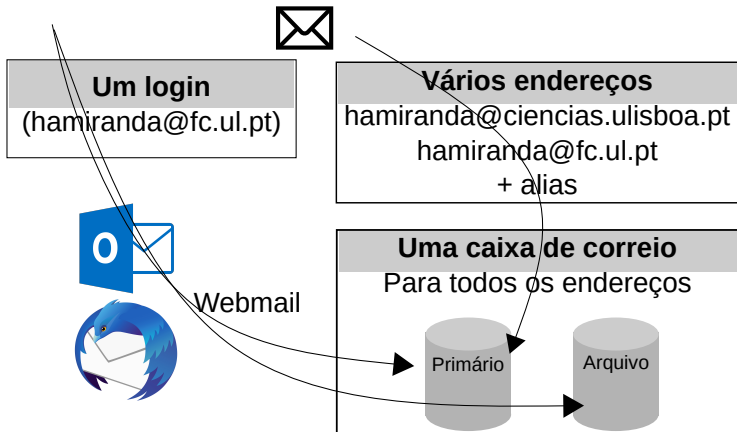 Um login
(hamiranda@fc.ul.pt)
Vários endereços
hamiranda@ciencias.ulisboa.pt
hamiranda@fc.ul.pt
+ alias
O
Webmail
Uma caixa de correio
Para todos os endereços
Primário
Arquivo